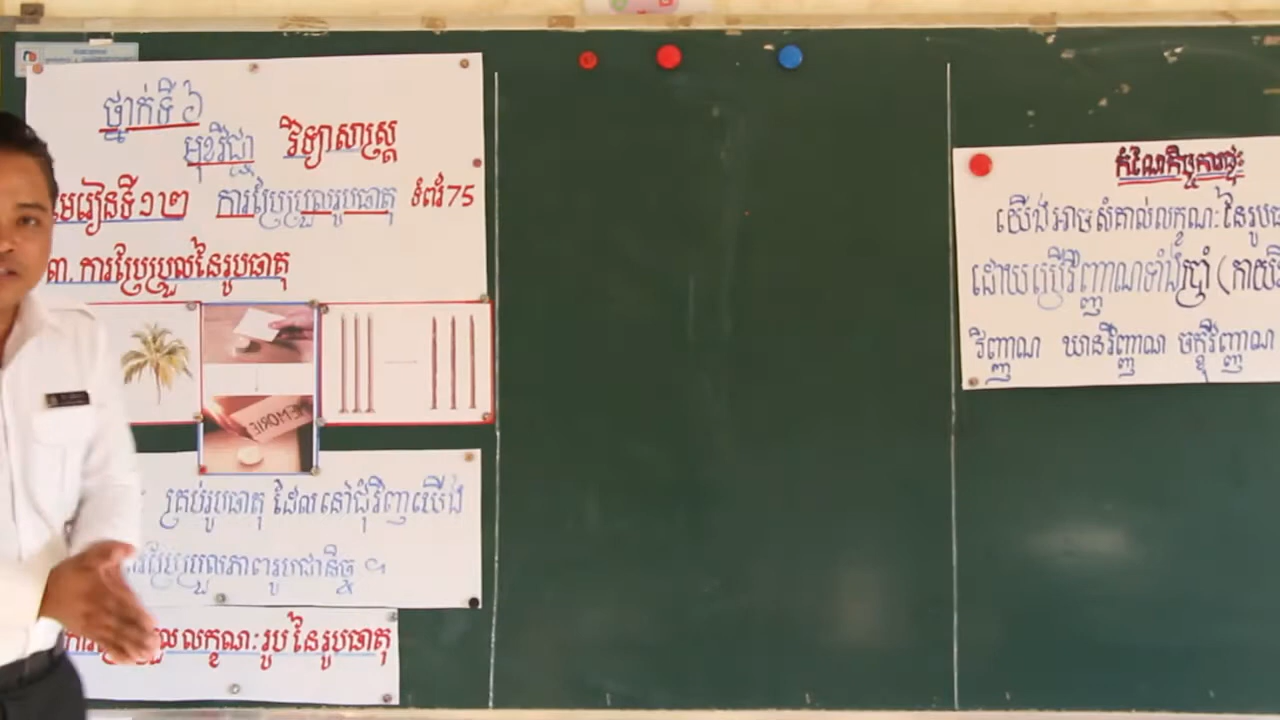 ថ្នាក់ទី ៦
មុខវិជ្ជា វិទ្យាសាស្ត្រ
មេរៀនទី១២ ការប្រែប្រួលរូបធាតុ ទំព័រ75
៣. ការប្រែប្រួលនៃរូបធាតុ
MEMORIE
គ្រប់រូបធាតុ ដែលនៅជុំវិញយើង
ប្រែប្រួលភាពរូបជានិច្ច ។
លក្ខណៈរូប នៃរូបធាតុ
កំណែកិច្ចការផ្ទះ
យើងអាចសំគាល់លក្ខណៈនៃរូប
ដោយប្រើវិញ្ញាណទាំងប្រាំ (កាយ
វិញ្ញាណ ឃានវិញ្ញាណ ចក្ខុវិញ្ញាណ